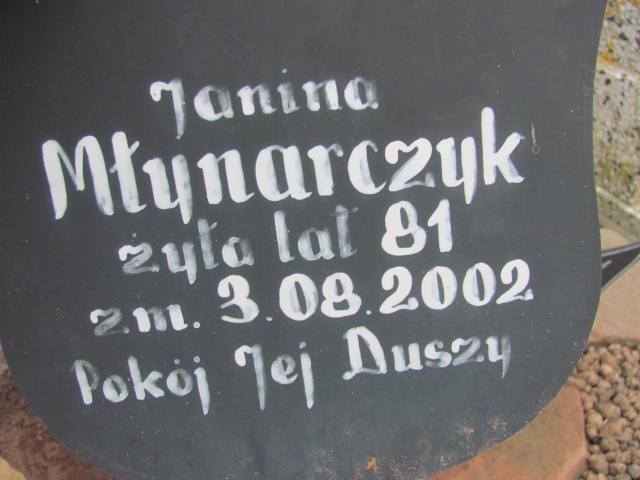 Janina
Młynarczyk
żyła lat 81
zm. 3.08.2002
Pokój Jej Duszy